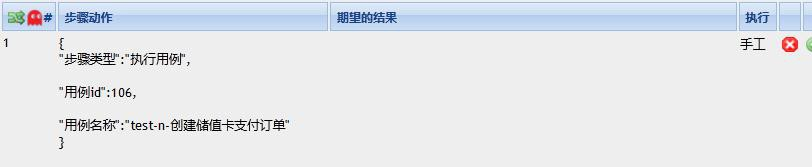 # 步骤动作 期望的结果 执行
1 { 手工
"步骤类型":"执行用例",
"用例id":106,
"用例名称":"test-n-创建储值卡支付订单"
}